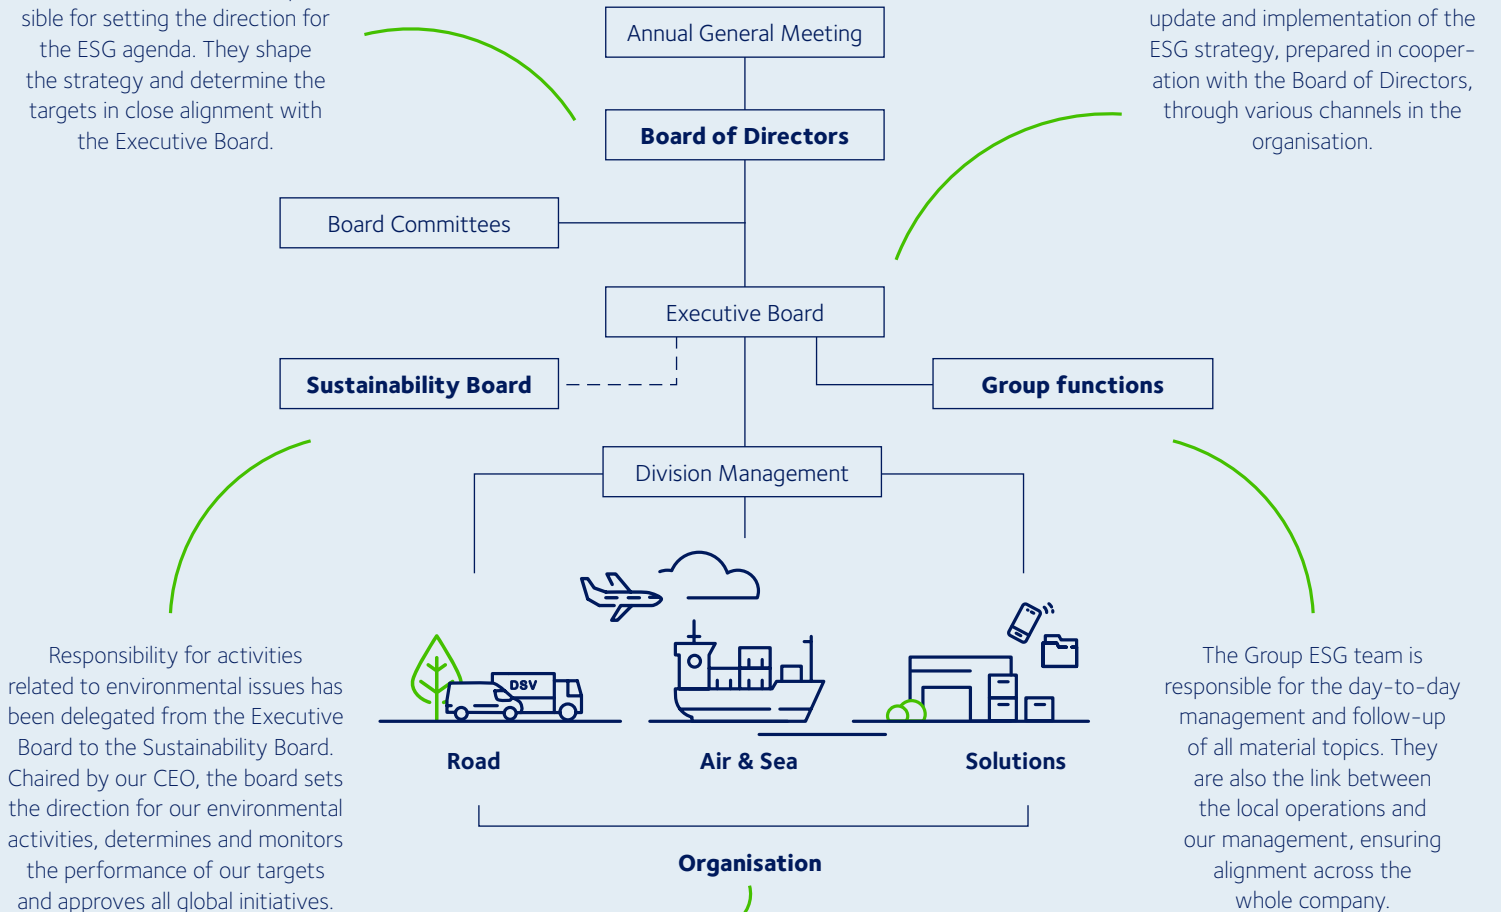 sible for setting the direction for
the ESG agenda. They shape
the strategy and determine the
targets in close alignment with
the Executive Board.
Annual General Meeting
update and implementation of the
ESG strategy, prepared in cooper-
ation with the Board of Directors,
through various channels in the
organisation.
Board of Directors
Board Committees
Executive Board
Sustainability Board
Group functions
Division Management
DSV
Road
Air & Sea
Solutions
Organisation
Responsibility for activities
related to environmental issues has
been delegated from the Executive
Board to the Sustainability Board.
Chaired by our CEO, the board sets
the direction for our environmental
activities, determines and monitors
the performance of our targets
and approves all global initiatives.
The Group ESG team is
responsible for the day-to-day
management and follow-up
of all material topics. They
are also the link between
the local operations and
our management, ensuring
alignment across the
whole company.